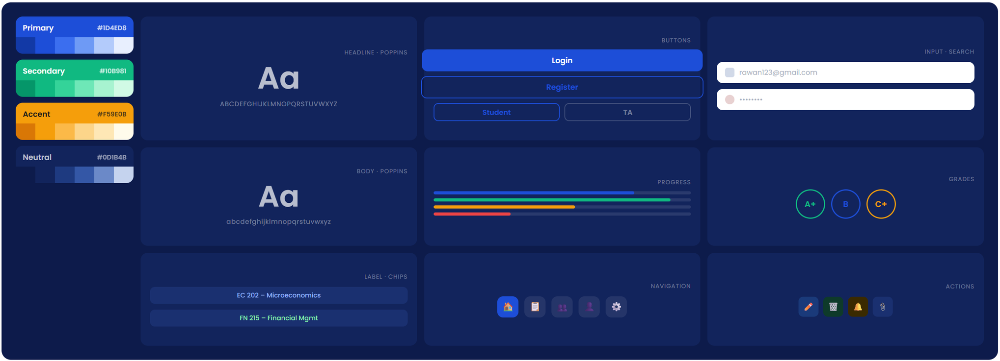 Primary #1D4ED8
Secondary #10B981
Accent #F59E0B
Neutral #0D1B4B
HEADLINE · POPPINS
Aa
ABCDEFGHIJKLMNOPQRSTUVWXYZ
BUTTONS
Login
Register
Student TA
INPUT · SEARCH
rawan123@gmail.com
••••••••
BODY · POPPINS
Aa
abcdefghijklmnopqrstuvwxyz
PROGRESS
GRADES
A+ B C+
LABEL · CHIPS
EC 202 – Microeconomics
FN 215 – Financial Mgmt
NAVIGATION
ACTIONS